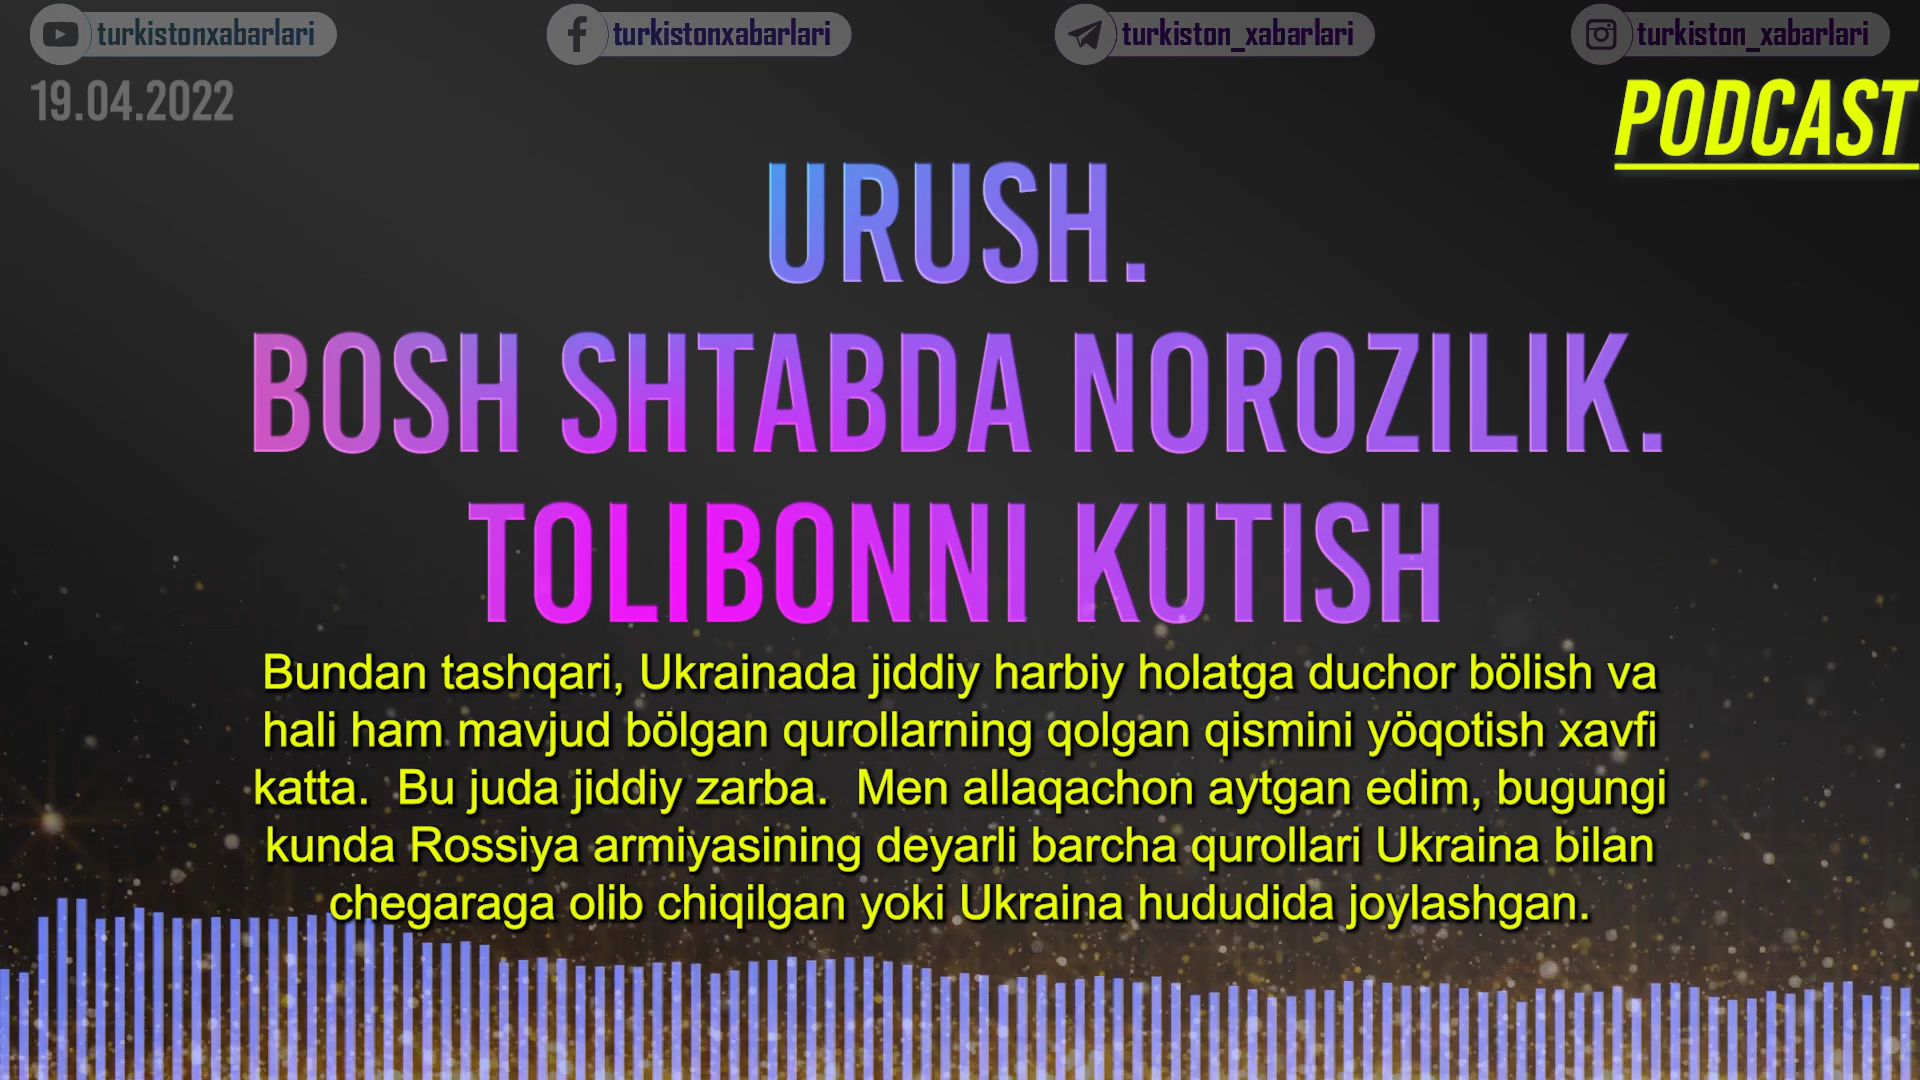 turkistonxabarlari
turkistonxabarlari
turkiston_xabarlari
turkiston_xabarlari
19.04.2022
PODCAST
URUSH.
BOSH SHTABDA NOROZILIK.
TOLIBONNI KUTISH
Bundan tashqari, Ukrainada jiddiy harbiy holatga duchor bölish va
hali ham mavjud bölgan qurollarning qolgan qismini yöqotish xavfi
katta.  Bu juda jiddiy zarba.  Men allaqachon aytgan edim, bugungi
kunda Rossiya armiyasining deyarli barcha qurollari Ukraina bilan
chegaraga olib chiqilgan yoki Ukraina hududida joylashgan.